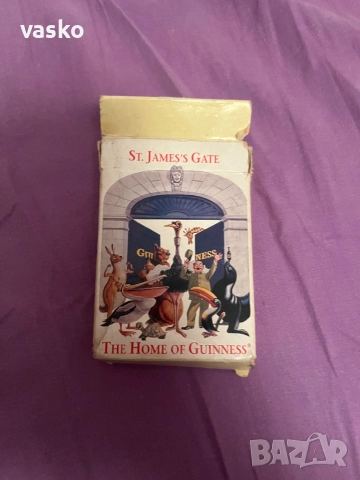 vasko
ST. JAMES'S GATE
GUINNESS
THE HOME OF GUINNESS®
BAZAR